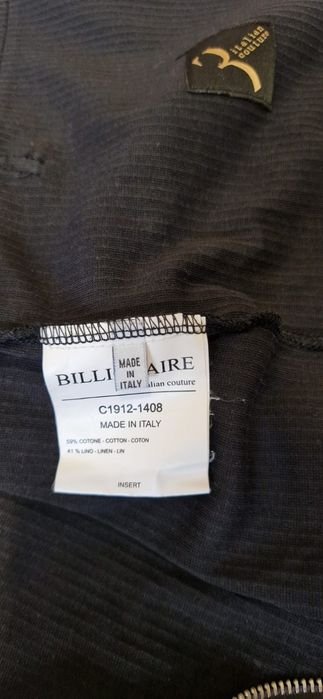 B
italian
couture
MADE
IN
ITALY
BILLI AIRE
alian couture
C1912-1408
MADE IN ITALY
59% COTONE - COTTON - COTON
41 % LINO - LINEN - LIN
INSERT